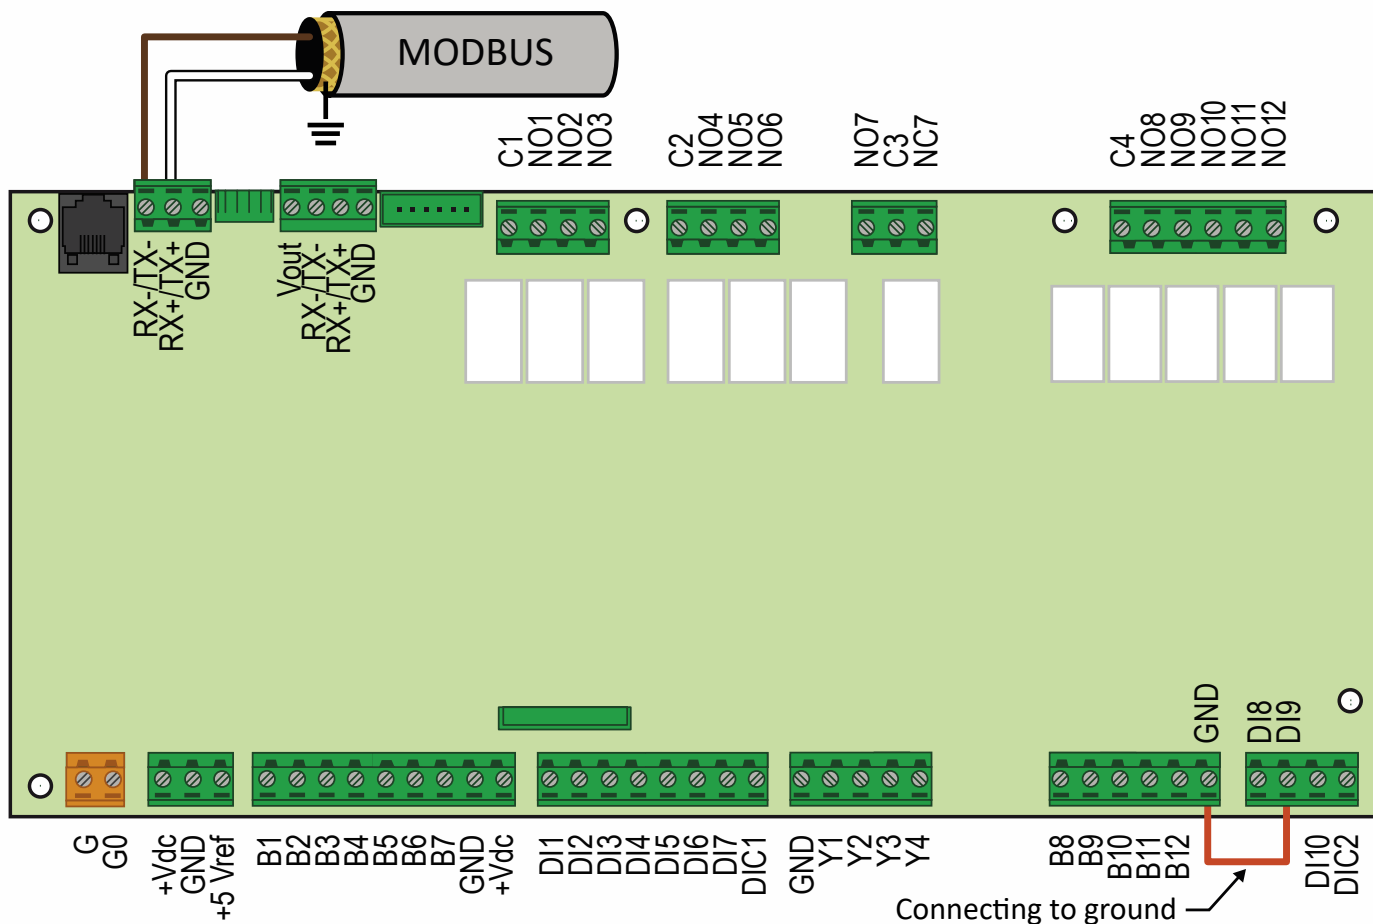 MODBUS
C1
NO1
NO2
NO3
C2
NO4
NO5
NO6
NO7
C3
NC7
C4
NO8
NO9
NO10
NO11
NO12
RX-/TX-
RX+/TX+
GND
Vout
RX-/TX-
RX+/TX+
GND
GND
DI8
DI9
G
G0
+Vdc
GND
+5 Vref
B1
B2
B3
B4
B5
B6
B7
GND
+Vdc
DI1
DI2
DI3
DI4
DI5
DI6
DI7
DIC1
GND
Y1
Y2
Y3
Y4
B8
B9
B10
B11
B12
DI10
DIC2
Connecting to ground